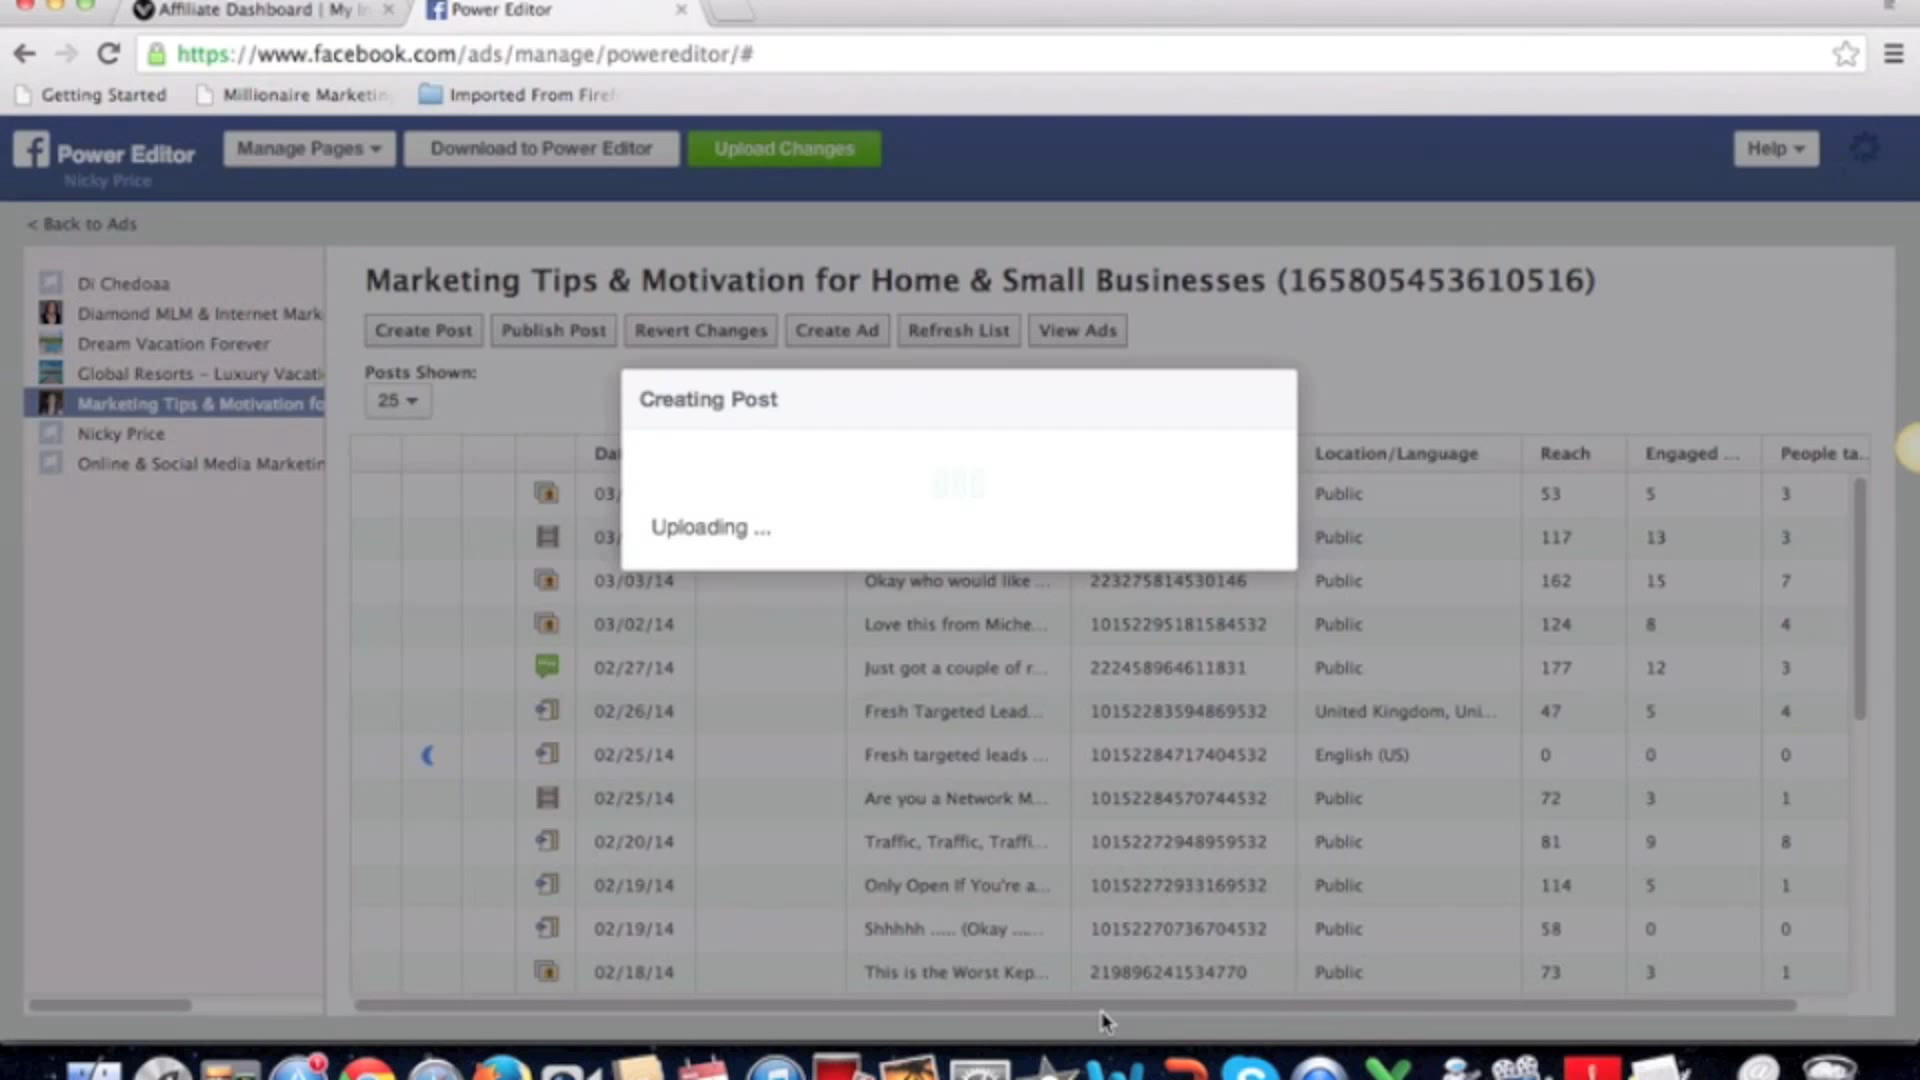 Affiliate Dashboard | My In
Power Editor
https://www.facebook.com/ads/manage/powereditor/#
Getting Started
Millionaire Marketin
Imported From Firef
Power Editor
Nicky Price
Manage Pages
Download to Power Editor
Upload Changes
Help
< Back to Ads
Di Chedoaa
Diamond MLM & Internet Mark
Dream Vacation Forever
Global Resorts - Luxury Vacati
Marketing Tips & Motivation fo
Nicky Price
Online & Social Media Marketin
Marketing Tips & Motivation for Home & Small Businesses (165805453610516)
Create Post Publish Post Revert Changes Create Ad Refresh List View Ads
Posts Shown:
25
Creating Post
Uploading ...
Da Location/Language Reach Engaged ... People ta..
03/ Public 53 5 3
03/ Public 117 13 3
03/03/14 Okay who would like ... 223275814530146 Public 162 15 7
03/02/14 Love this from Miche... 10152295181584532 Public 124 8 4
02/27/14 Just got a couple of r... 222458964611831 Public 177 12 3
02/26/14 Fresh Targeted Lead... 10152283594869532 United Kingdom, Uni... 47 5 4
02/25/14 Fresh targeted leads ... 10152284717404532 English (US) 0 0 0
02/25/14 Are you a Network M... 10152284570744532 Public 72 3 1
02/20/14 Traffic, Traffic, Traffi... 10152272948959532 Public 81 9 8
02/19/14 Only Open If You're a... 10152272933169532 Public 114 5 1
02/19/14 Shhhhh ..... (Okay ...... 10152270736704532 Public 58 0 0
02/18/14 This is the Worst Kep... 219896241534770 Public 73 3 1